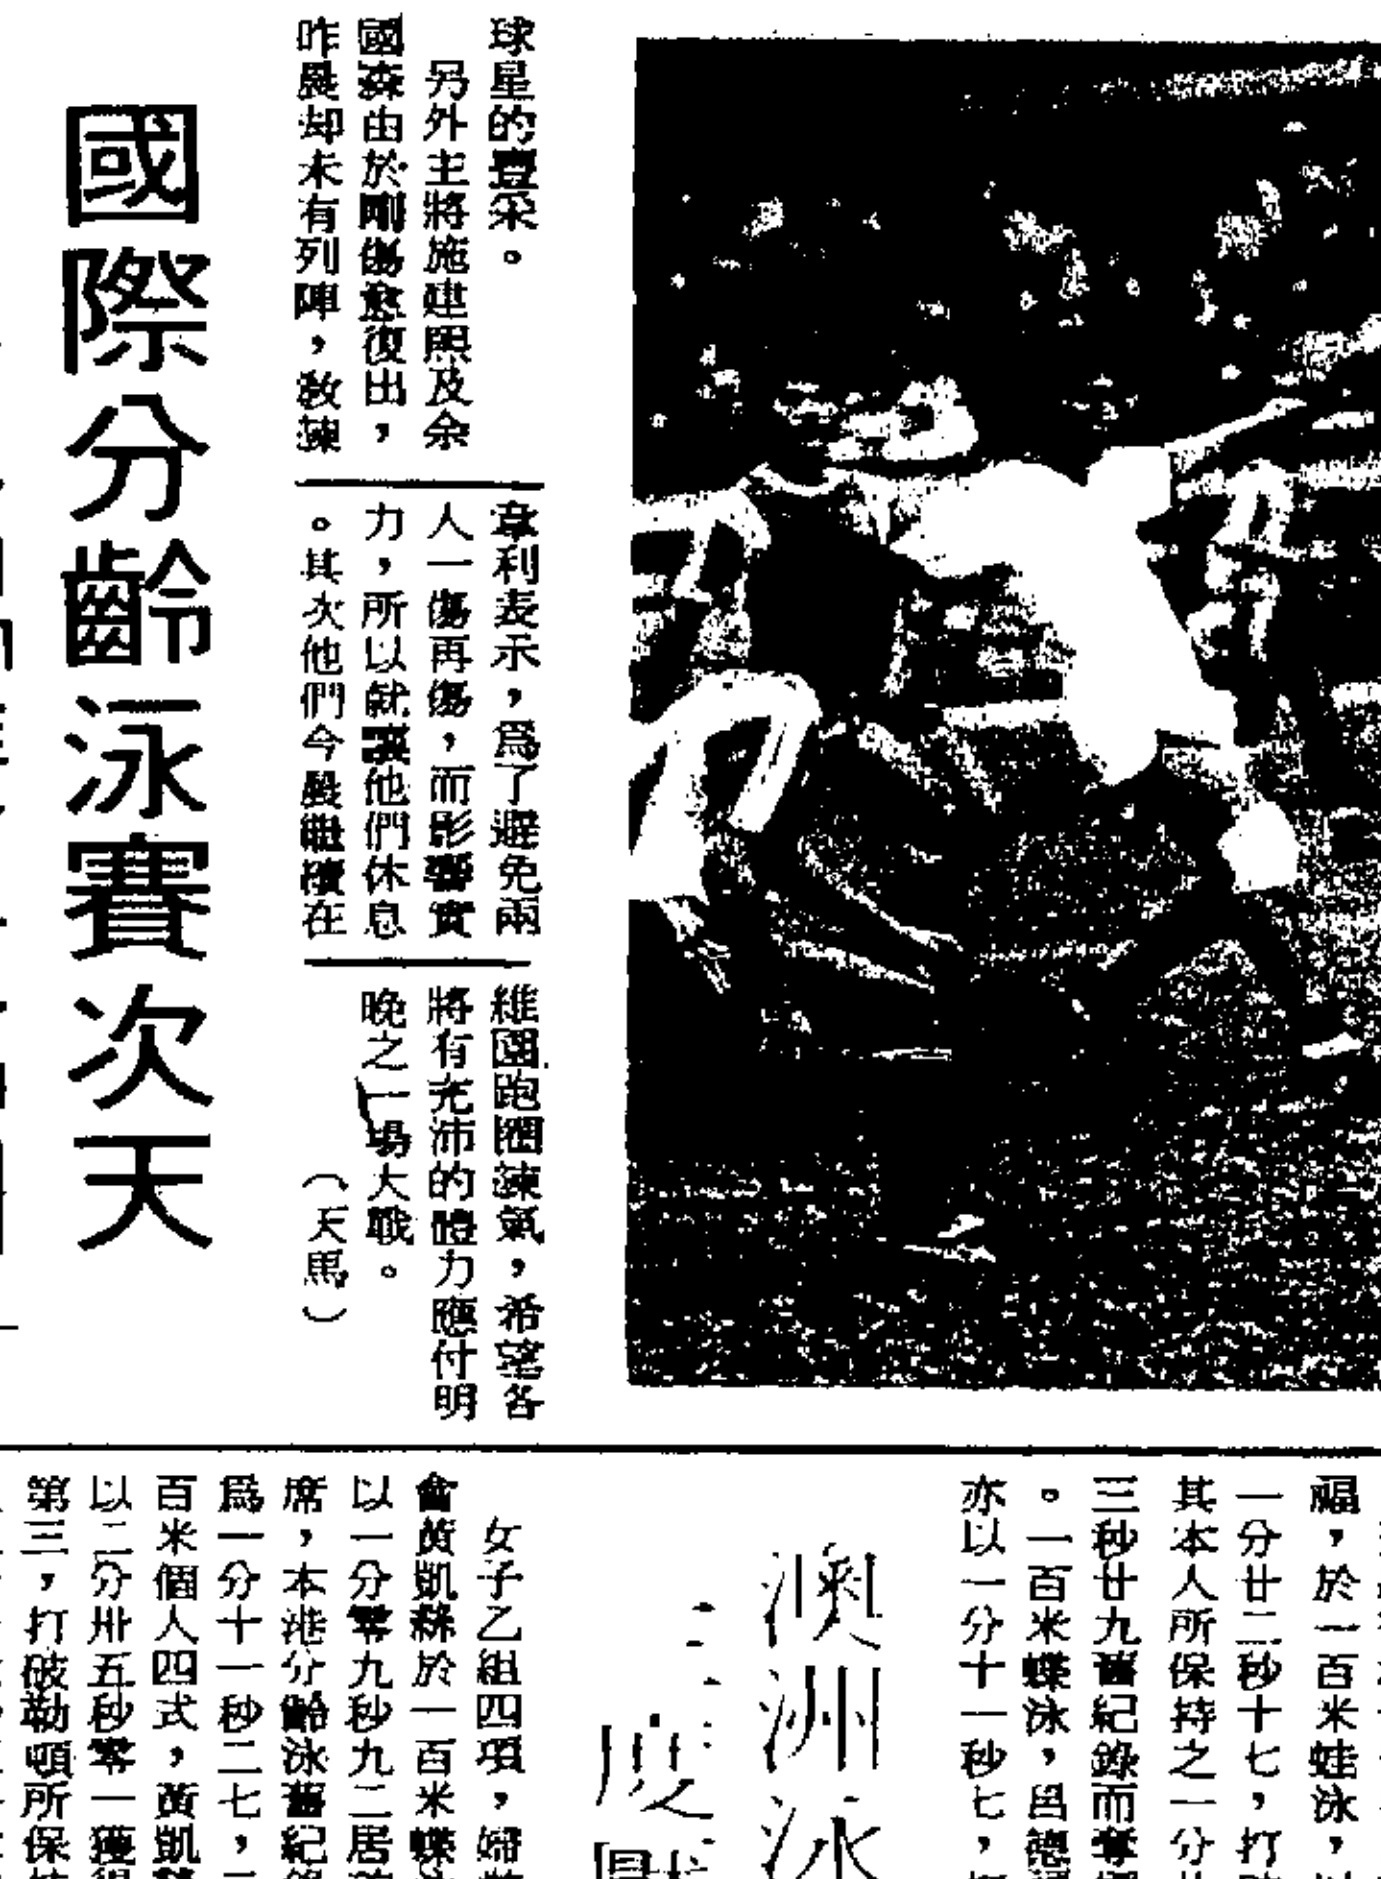 球星的豐采。
另外主將施建熙及余
國森由於剛傷愈復出，
昨晨却未有列陣，教練
韋利表示，爲了避免兩
人一傷再傷，而影響實
力，所以就讓他們休息
。其次他們今晨繼續在
維園跑圈練氣，希望各
將有充沛的體力應付明
晚之一場大戰。
（天馬）
國際分齡泳賽次天
福，於一百米蛙泳，
一分廿二秒十七，打
其本人所保持之一分
三秒廿九舊紀錄而奪
。一百米蝶泳，呂德
亦以一分十一秒七，
澳洲泳
度
女子乙組四項，婦
會黃凱蘇於一百米蝶
以一分零九秒九二居
席，本港分齡泳舊紀
爲一分十一秒二七，
百米個人四式，黃凱
以二分卅五秒零一獲
第三，打破勒頓所保